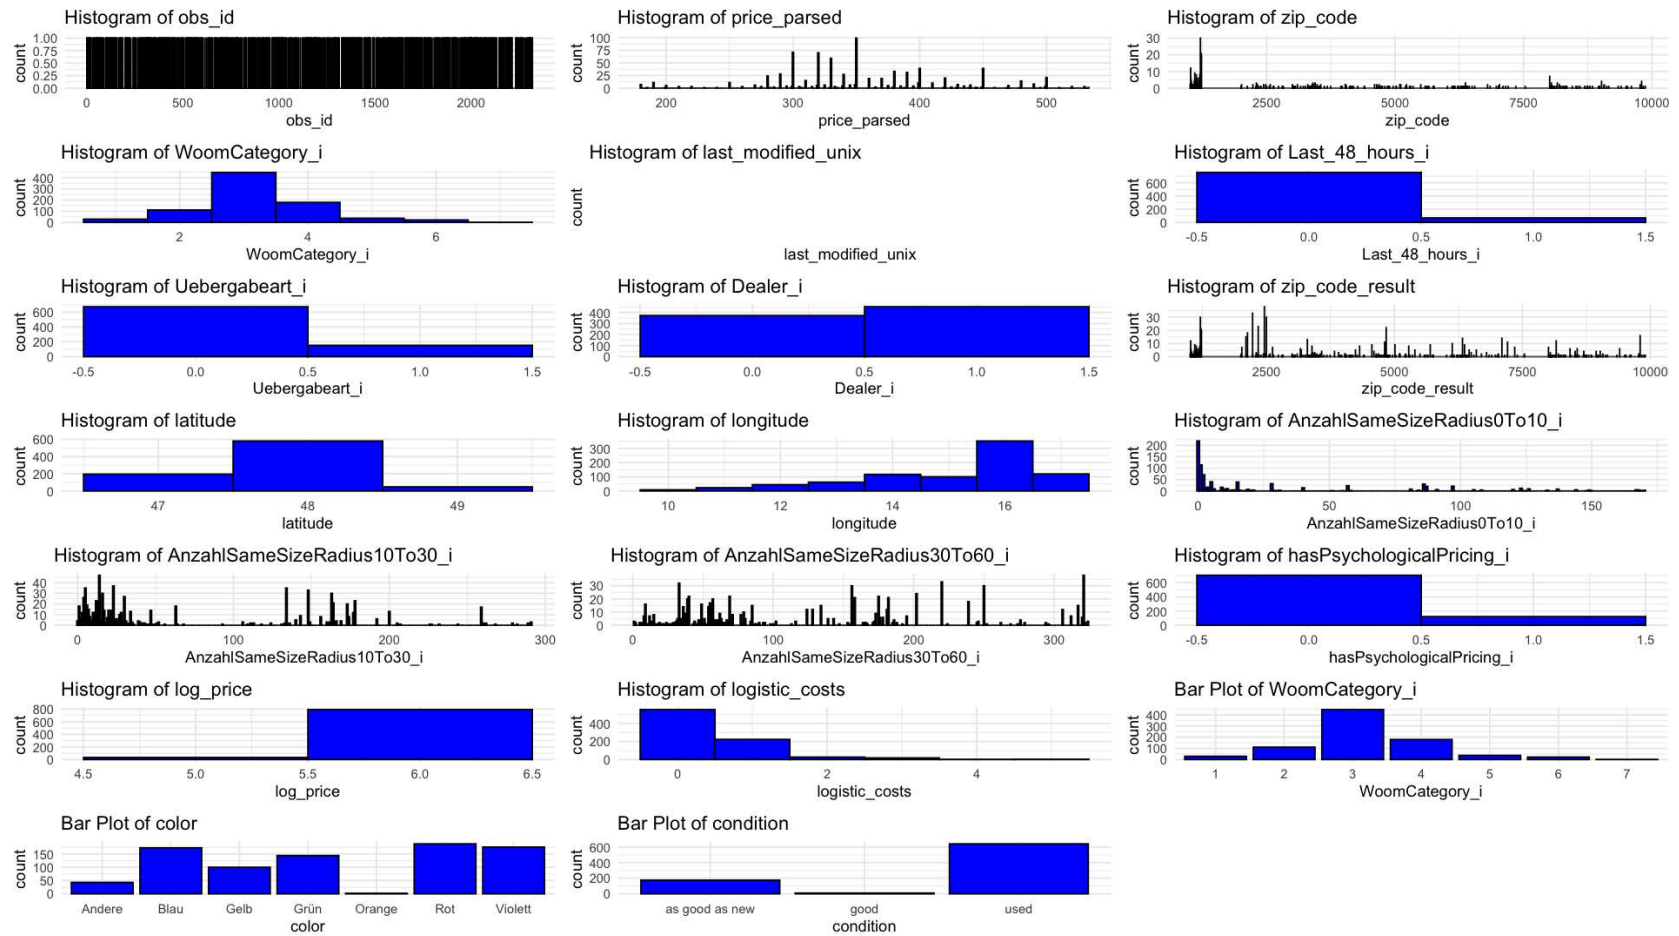 Histogram of obs_id
count
1.00
0.75
0.50
0.25
0.00
0 500 1000 1500 2000
obs_id
Histogram of price_parsed
count
100
75
50
25
0
200 300 400 500
price_parsed
Histogram of zip_code
count
30
20
10
0
2500 5000 7500 10000
zip_code
Histogram of WoomCategory_i
count
400
300
200
100
0
2 4 6
WoomCategory_i
Histogram of last_modified_unix
count
last_modified_unix
Histogram of Last_48_hours_i
count
600
400
200
0
-0.5 0.0 0.5 1.0 1.5
Last_48_hours_i
Histogram of Uebergabeart_i
count
600
400
200
0
-0.5 0.0 0.5 1.0 1.5
Uebergabeart_i
Histogram of Dealer_i
count
400
300
200
100
0
-0.5 0.0 0.5 1.0 1.5
Dealer_i
Histogram of zip_code_result
count
30
20
10
0
2500 5000 7500 10000
zip_code_result
Histogram of latitude
count
600
400
200
0
47 48 49
latitude
Histogram of longitude
count
300
200
100
0
10 12 14 16
longitude
Histogram of AnzahlSameSizeRadius0To10_i
count
200
150
100
50
0
0 50 100 150
AnzahlSameSizeRadius0To10_i
Histogram of AnzahlSameSizeRadius10To30_i
count
40
30
20
10
0
0 100 200 300
AnzahlSameSizeRadius10To30_i
Histogram of AnzahlSameSizeRadius30To60_i
count
30
20
10
0
0 100 200 300
AnzahlSameSizeRadius30To60_i
Histogram of hasPsychologicalPricing_i
count
600
400
200
0
-0.5 0.0 0.5 1.0 1.5
hasPsychologicalPricing_i
Histogram of log_price
count
800
600
400
200
0
4.5 5.0 5.5 6.0 6.5
log_price
Histogram of logistic_costs
count
400
200
0
0 2 4
logistic_costs
Bar Plot of WoomCategory_i
count
400
300
200
100
0
1 2 3 4 5 6 7
WoomCategory_i
Bar Plot of color
count
150
100
50
0
Andere Blau Gelb Grün Orange Rot Violett
color
Bar Plot of condition
count
600
400
200
0
as good as new good used
condition